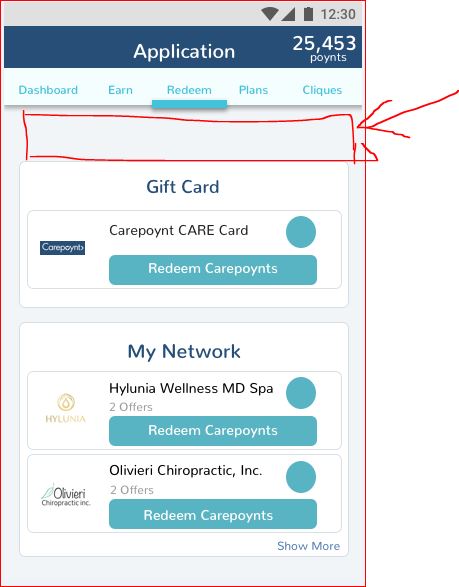 12:30
Application
25,453
poynts
Dashboard Earn Redeem Plans Cliques
Gift Card
Carepoynt
Carepoynt CARE Card
Redeem Carepoynts
My Network
HYLUNIA
Hylunia Wellness MD Spa
2 Offers
Redeem Carepoynts
Olivieri
Chiropractic inc.
Olivieri Chiropractic, Inc.
2 Offers
Redeem Carepoynts
Show More